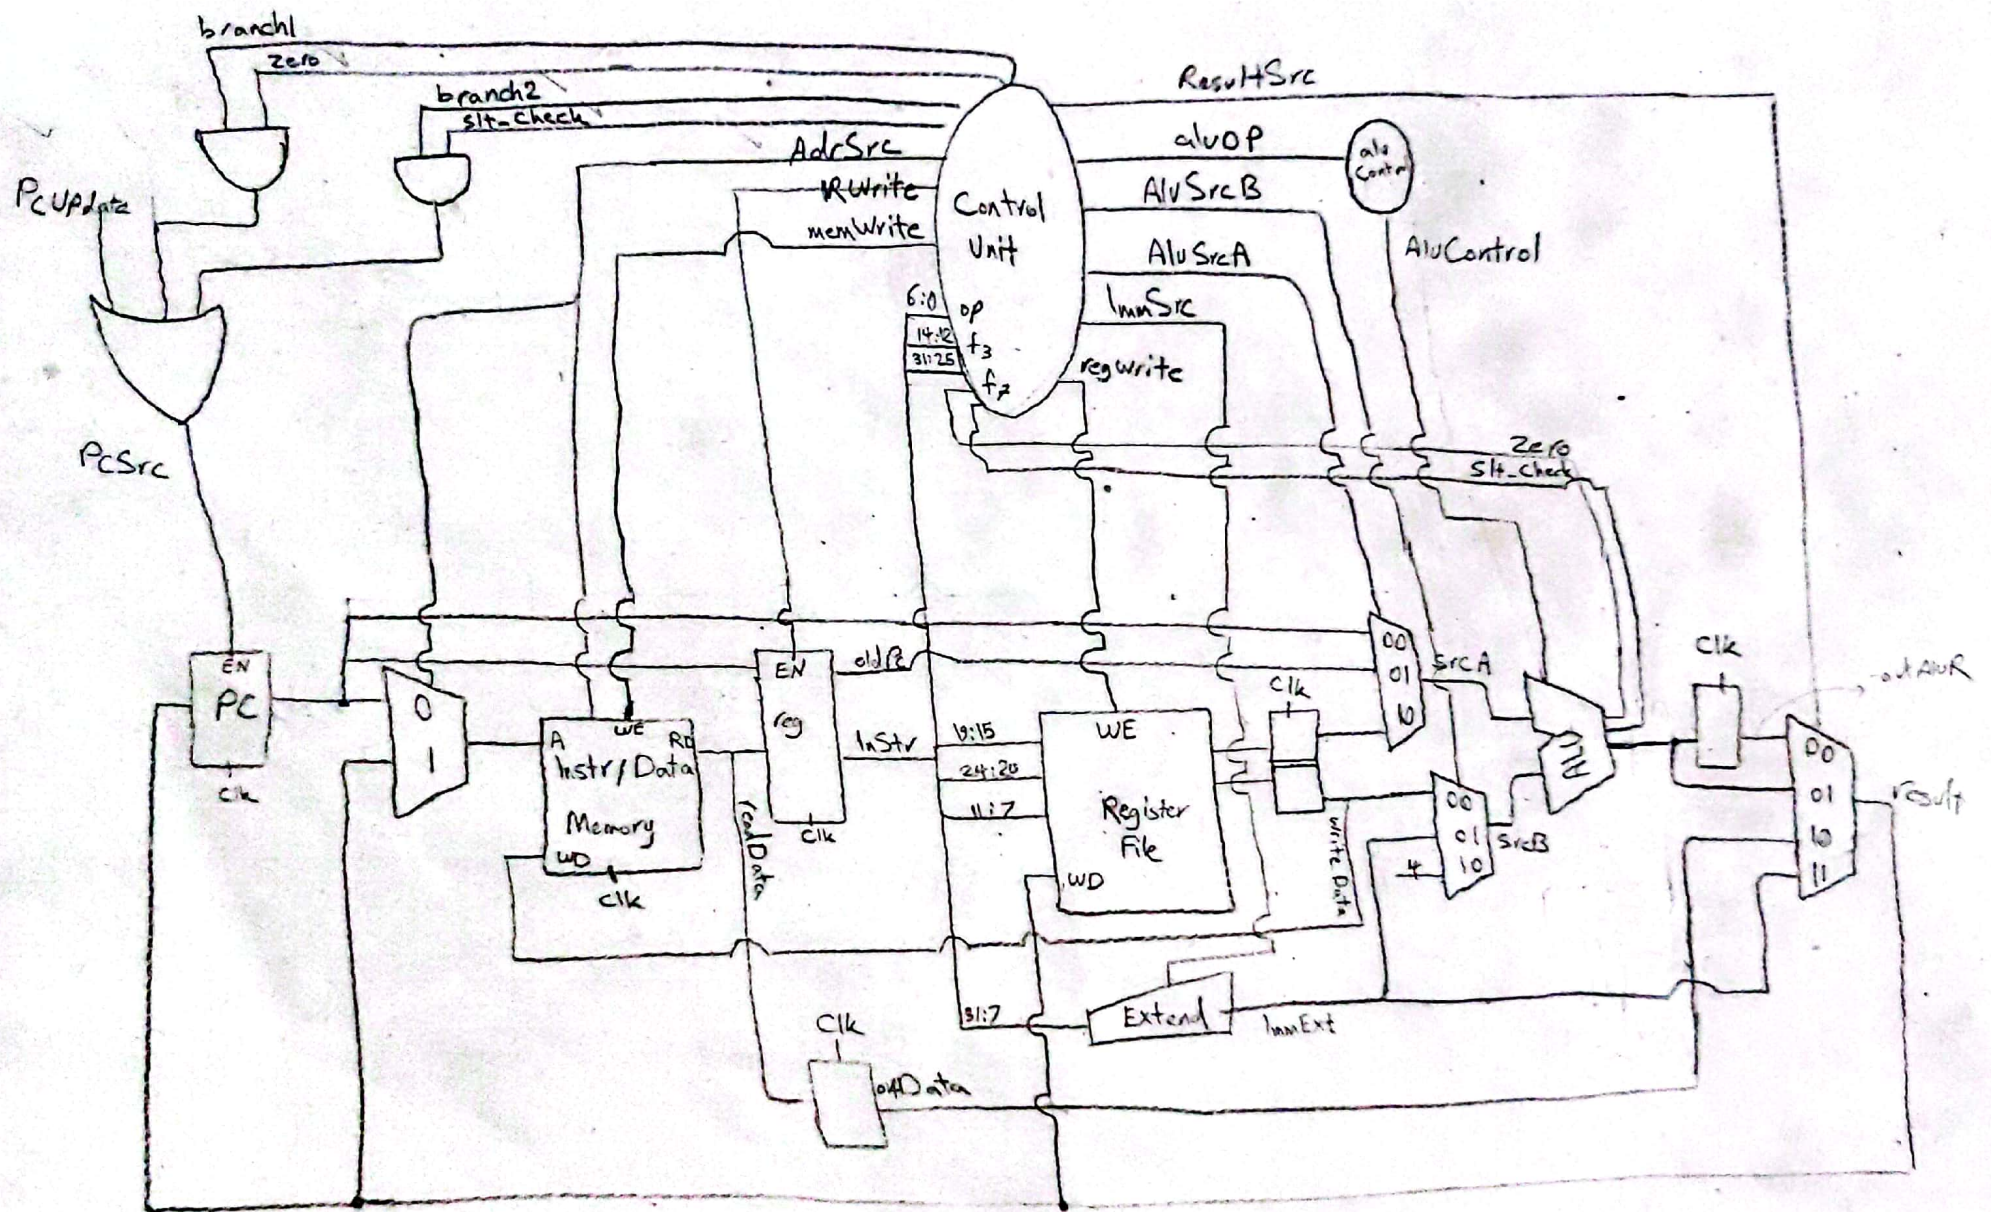 branch1
zero
branch2
slt_check
AdrSrc
IRWrite
memWrite
PCUpdate
PCSrc
Control
Unit
6:0
op
14:12
f3
31:25
f7
ResultSrc
aluOP
alu
Control
AluSrcB
AluSrcA
AluControl
ImmSrc
regwrite
Zero
Slt_Check
EN
PC
clk
0
1
A
WE
RD
Instr/Data
Memory
WD
clk
readData
EN
reg
clk
oldPc
InStr
19:15
24:20
11:7
31:7
WE
Register
File
WD
Clk
write Data
00
01
10
SrcA
00
01
10
4
SrcB
ALU
Clk
outAluR
00
01
10
11
result
Extend
ImmExt
Clk
outData